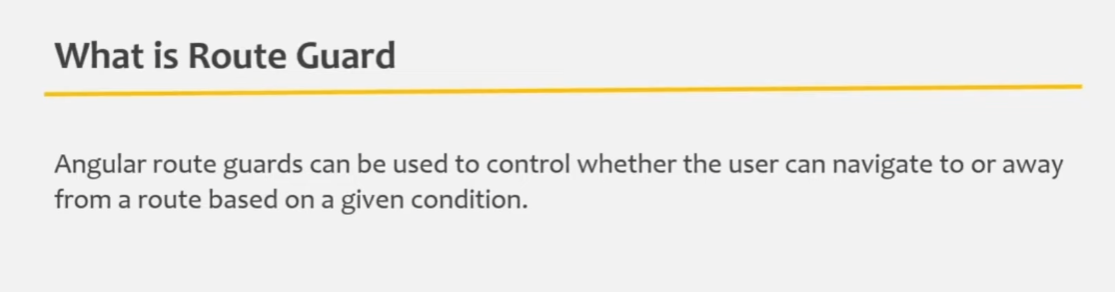 What is Route Guard
Angular route guards can be used to control whether the user can navigate to or away
from a route based on a given condition.